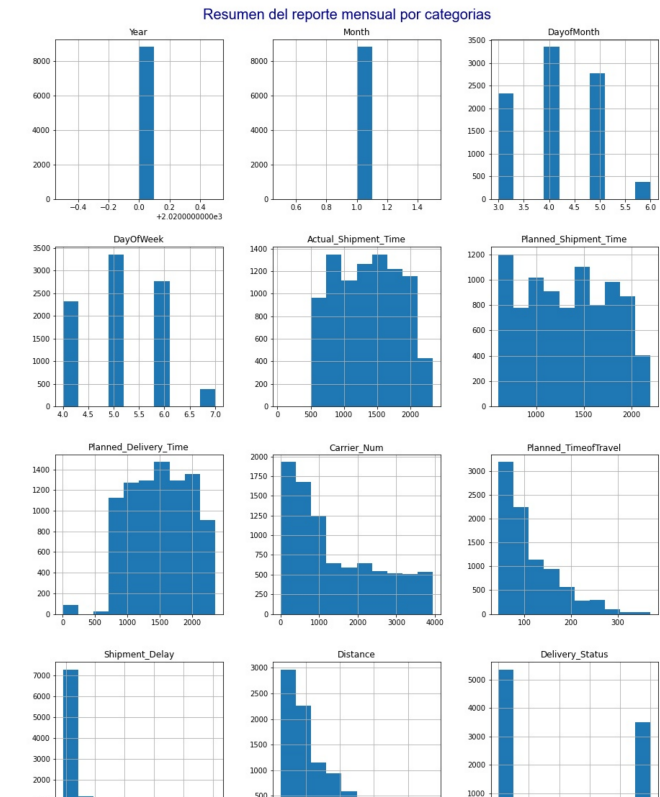 Resumen del reporte mensual por categorias
Year Month DayofMonth
8000 8000 3500
6000 6000 3000
4000 4000 2500
2000 2000 2000
0 0 1500
1000
500
0
−0.4 −0.2 0.0 0.2 0.4 0.6 0.8 1.0 1.2 1.4 3.0 3.5 4.0 4.5 5.0 5.5 6.0
+2.0200000000e3
DayOfWeek Actual_Shipment_Time Planned_Shipment_Time
3500 1400 1200
3000 1200 1000
2500 1000 800
2000 800 600
1500 600 400
1000 400 200
500 200 0
0 0
4.0 4.5 5.0 5.5 6.0 6.5 7.0 0 500 1000 1500 2000 1000 1500 2000
Planned_Delivery_Time Carrier_Num Planned_TimeofTravel
1400 2000 3000
1200 1750 2500
1000 1500 2000
800 1250 1500
600 1000 1000
400 750 500
200 500 0
0 250
0
0 500 1000 1500 2000 0 1000 2000 3000 4000 100 200 300
Shipment_Delay Distance Delivery_Status
7000 3000 5000
6000 2500 4000
5000 2000 3000
4000 1500 2000
3000 1000 1000
2000 500